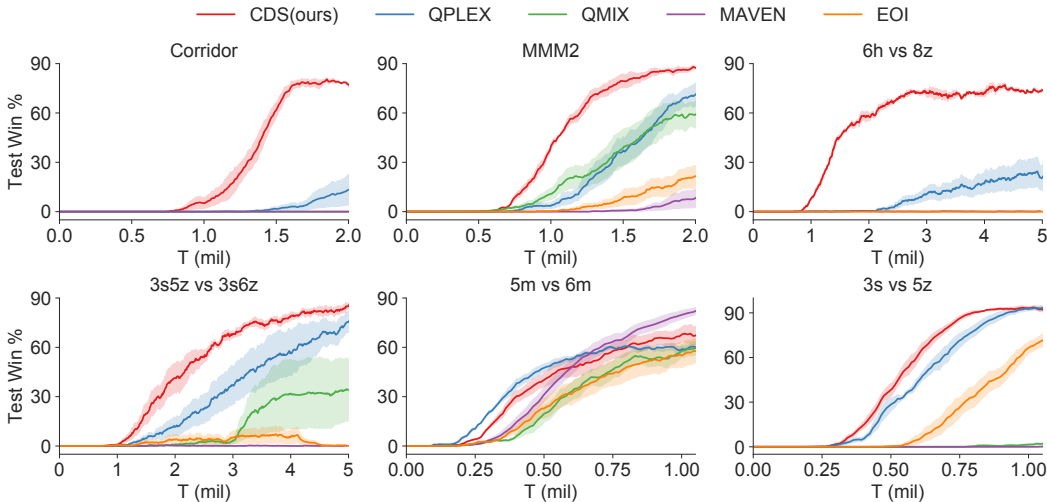 CDS(ours) QPLEX QMIX MAVEN EOI
Corridor MMM2 6h vs 8z
Test Win %
90
60
30
0
0.0 0.5 1.0 1.5 2.0
T (mil)
90
60
30
0
0.0 0.5 1.0 1.5 2.0
T (mil)
90
60
30
0
0 1 2 3 4 5
T (mil)
3s5z vs 3s6z 5m vs 6m 3s vs 5z
Test Win %
90
60
30
0
0 1 2 3 4 5
T (mil)
90
60
30
0
0.00 0.25 0.50 0.75 1.00
T (mil)
90
60
30
0
0.00 0.25 0.50 0.75 1.00
T (mil)